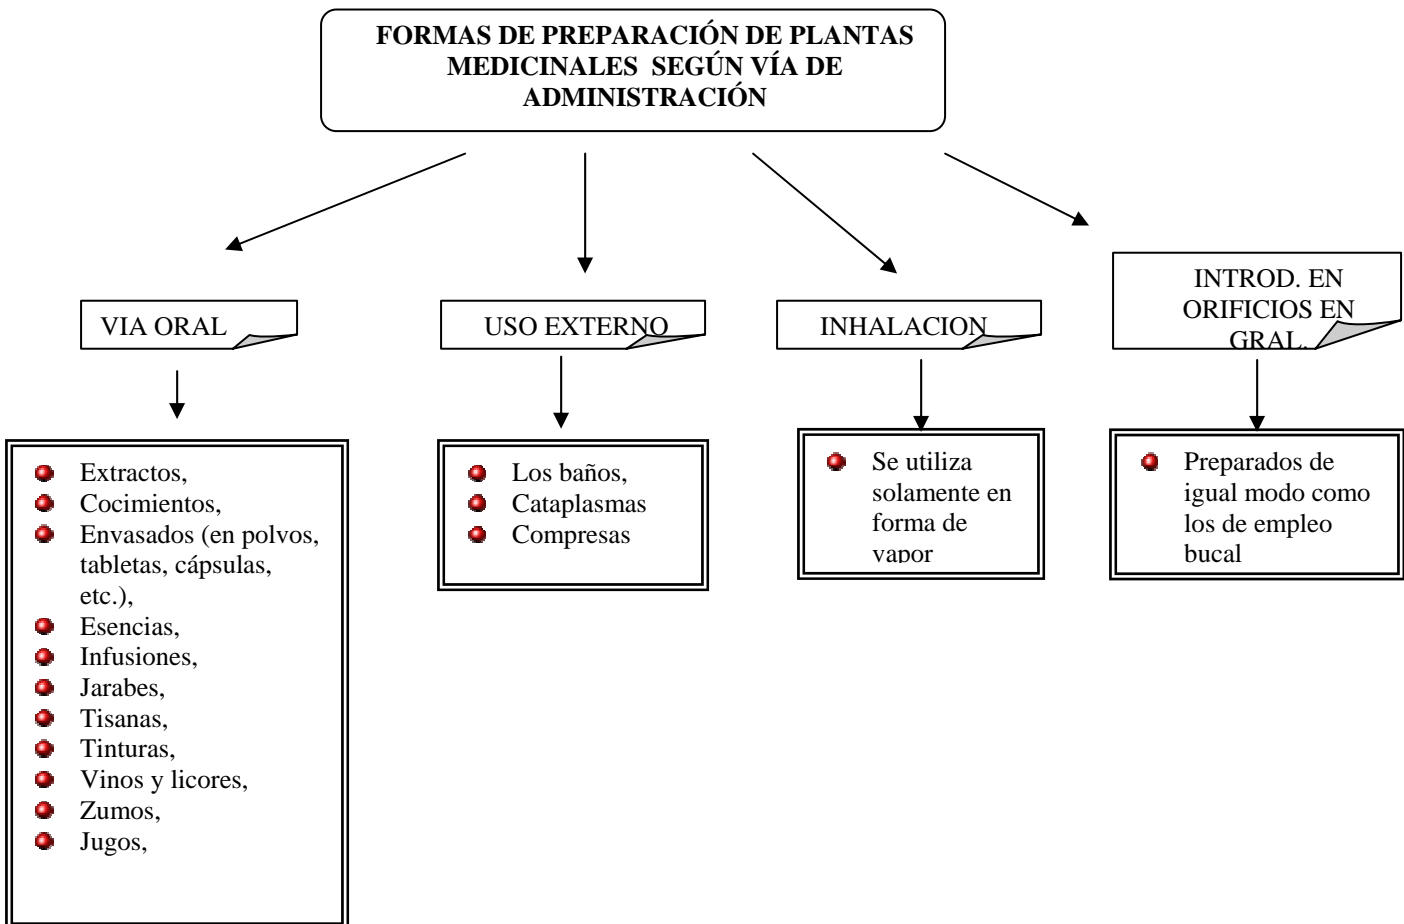 FORMAS DE PREPARACIÓN DE PLANTAS
MEDICINALES SEGÚN VÍA DE
ADMINISTRACIÓN
VIA ORAL
USO EXTERNO
INHALACION
INTROD. EN
ORIFICIOS EN
GRAL.
Extractos,
Cocimientos,
Envasados (en polvos,
tabletas, cápsulas,
etc.),
Esencias,
Infusiones,
Jarabes,
Tisanas,
Tinturas,
Vinos y licores,
Zumos,
Jugos,
Los baños,
Cataplasmas
Compresas
Se utiliza
solamente en
forma de
vapor
Preparados de
igual modo como
los de empleo
bucal